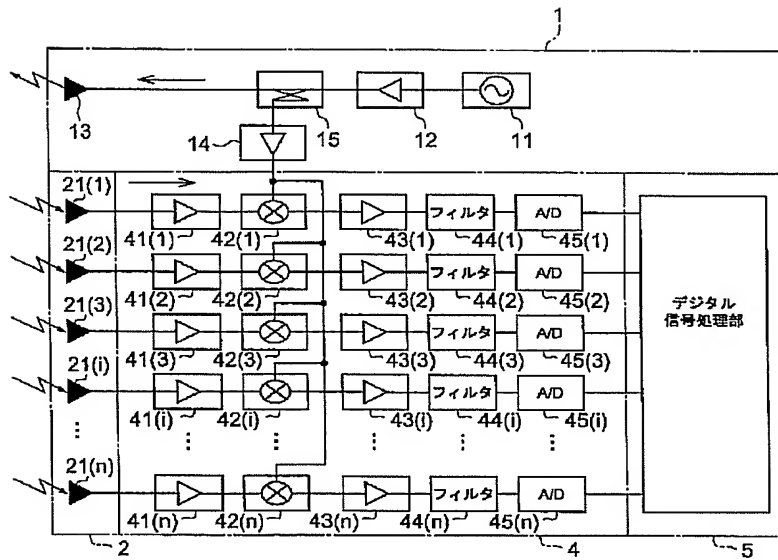 1
13
15
12
11
14
21(1)
41(1) 42(1) 43(1) フィルタ 44(1) A/D 45(1)
21(2)
41(2) 42(2) 43(2) フィルタ 44(2) A/D 45(2)
21(3)
41(3) 42(3) 43(3) フィルタ 44(3) A/D 45(3)
21(i)
41(i) 42(i) 43(i) フィルタ 44(i) A/D 45(i)
21(n)
41(n) 42(n) 43(n) フィルタ 44(n) A/D 45(n)
デジタル
信号処理部
2
4
5